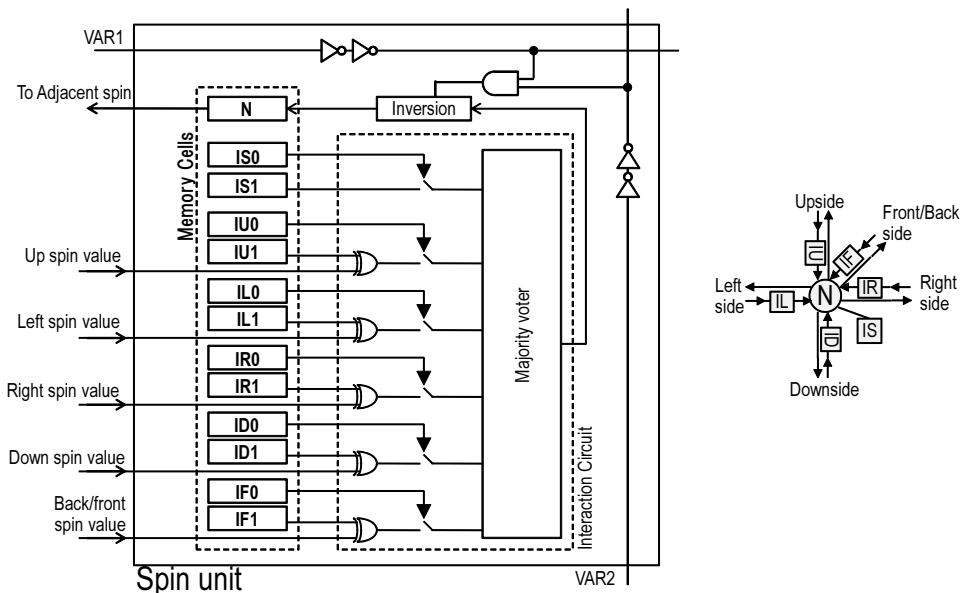 VAR1
To Adjacent spin
N
Inversion
Memory Cells
IS0
IS1
IU0
IU1
Up spin value
IL0
IL1
Left spin value
IR0
IR1
Right spin value
ID0
ID1
Down spin value
IF0
IF1
Back/front
spin value
Majority voter
Interaction Circuit
Spin unit
VAR2
Upside
Front/Back
side
IU
IF
Left
side
IL
N
IR
Right
side
IS
ID
Downside